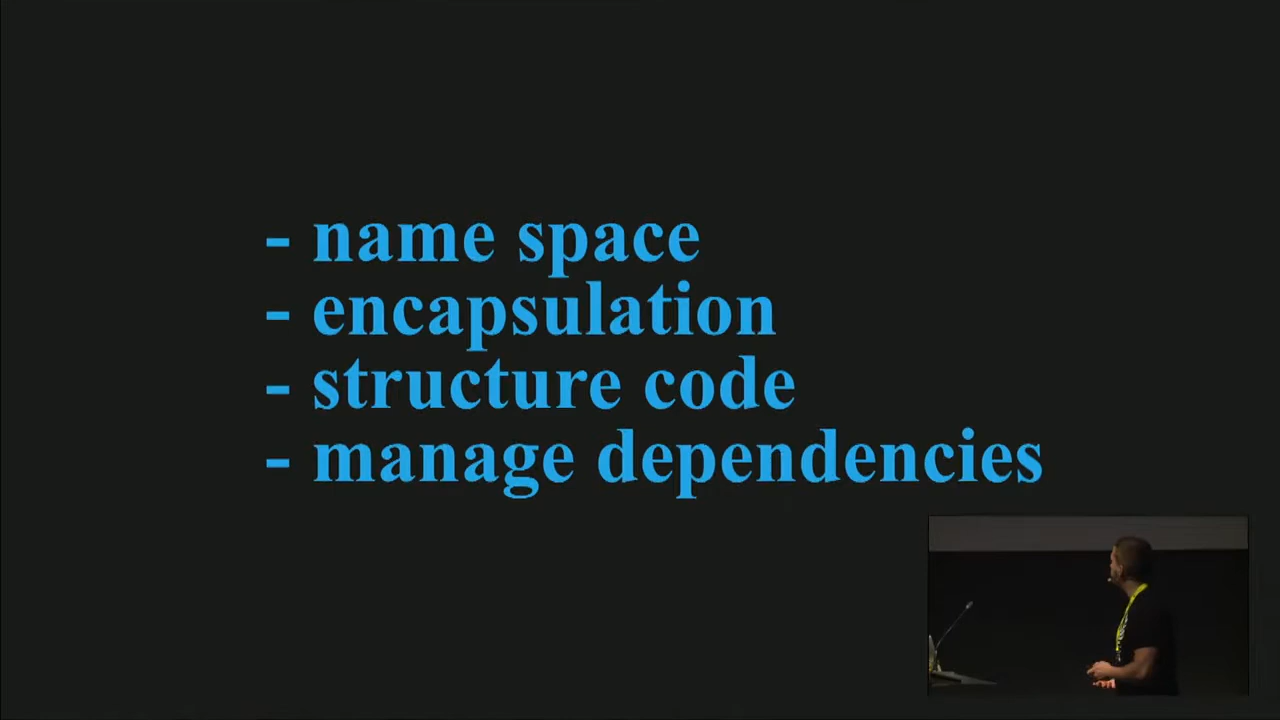 - name space
- encapsulation
- structure code
- manage dependencies